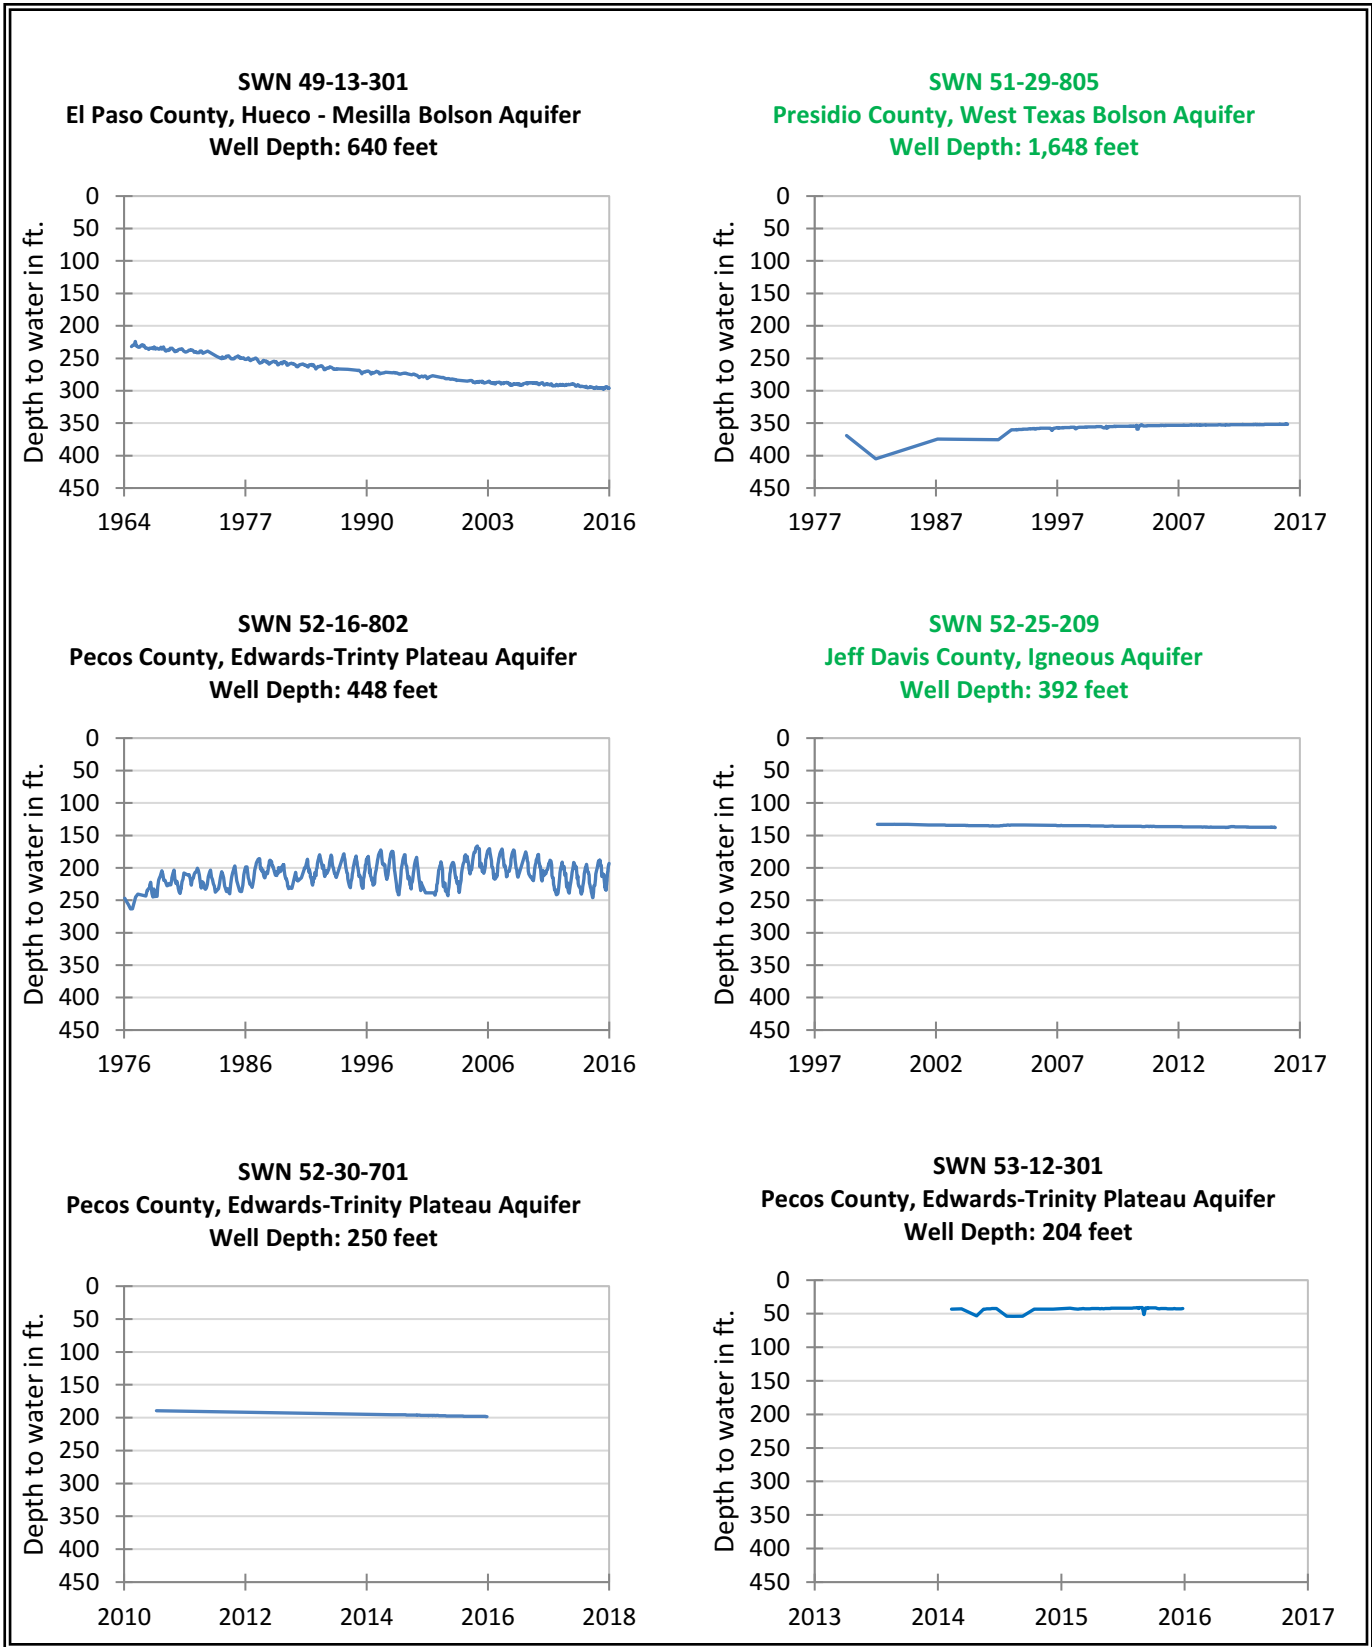 SWN 49-13-301
El Paso County, Hueco - Mesilla Bolson Aquifer
Well Depth: 640 feet
Depth to water in ft.
0
50
100
150
200
250
300
350
400
450
1964 1977 1990 2003 2016
SWN 51-29-805
Presidio County, West Texas Bolson Aquifer
Well Depth: 1,648 feet
Depth to water in ft.
0
50
100
150
200
250
300
350
400
450
1977 1987 1997 2007 2017
SWN 52-16-802
Pecos County, Edwards-Trinty Plateau Aquifer
Well Depth: 448 feet
Depth to water in ft.
0
50
100
150
200
250
300
350
400
450
1976 1986 1996 2006 2016
SWN 52-25-209
Jeff Davis County, Igneous Aquifer
Well Depth: 392 feet
Depth to water in ft.
0
50
100
150
200
250
300
350
400
450
1997 2002 2007 2012 2017
SWN 52-30-701
Pecos County, Edwards-Trinity Plateau Aquifer
Well Depth: 250 feet
Depth to water in ft.
0
50
100
150
200
250
300
350
400
450
2010 2012 2014 2016 2018
SWN 53-12-301
Pecos County, Edwards-Trinity Plateau Aquifer
Well Depth: 204 feet
Depth to water in ft.
0
50
100
150
200
250
300
350
400
450
2013 2014 2015 2016 2017